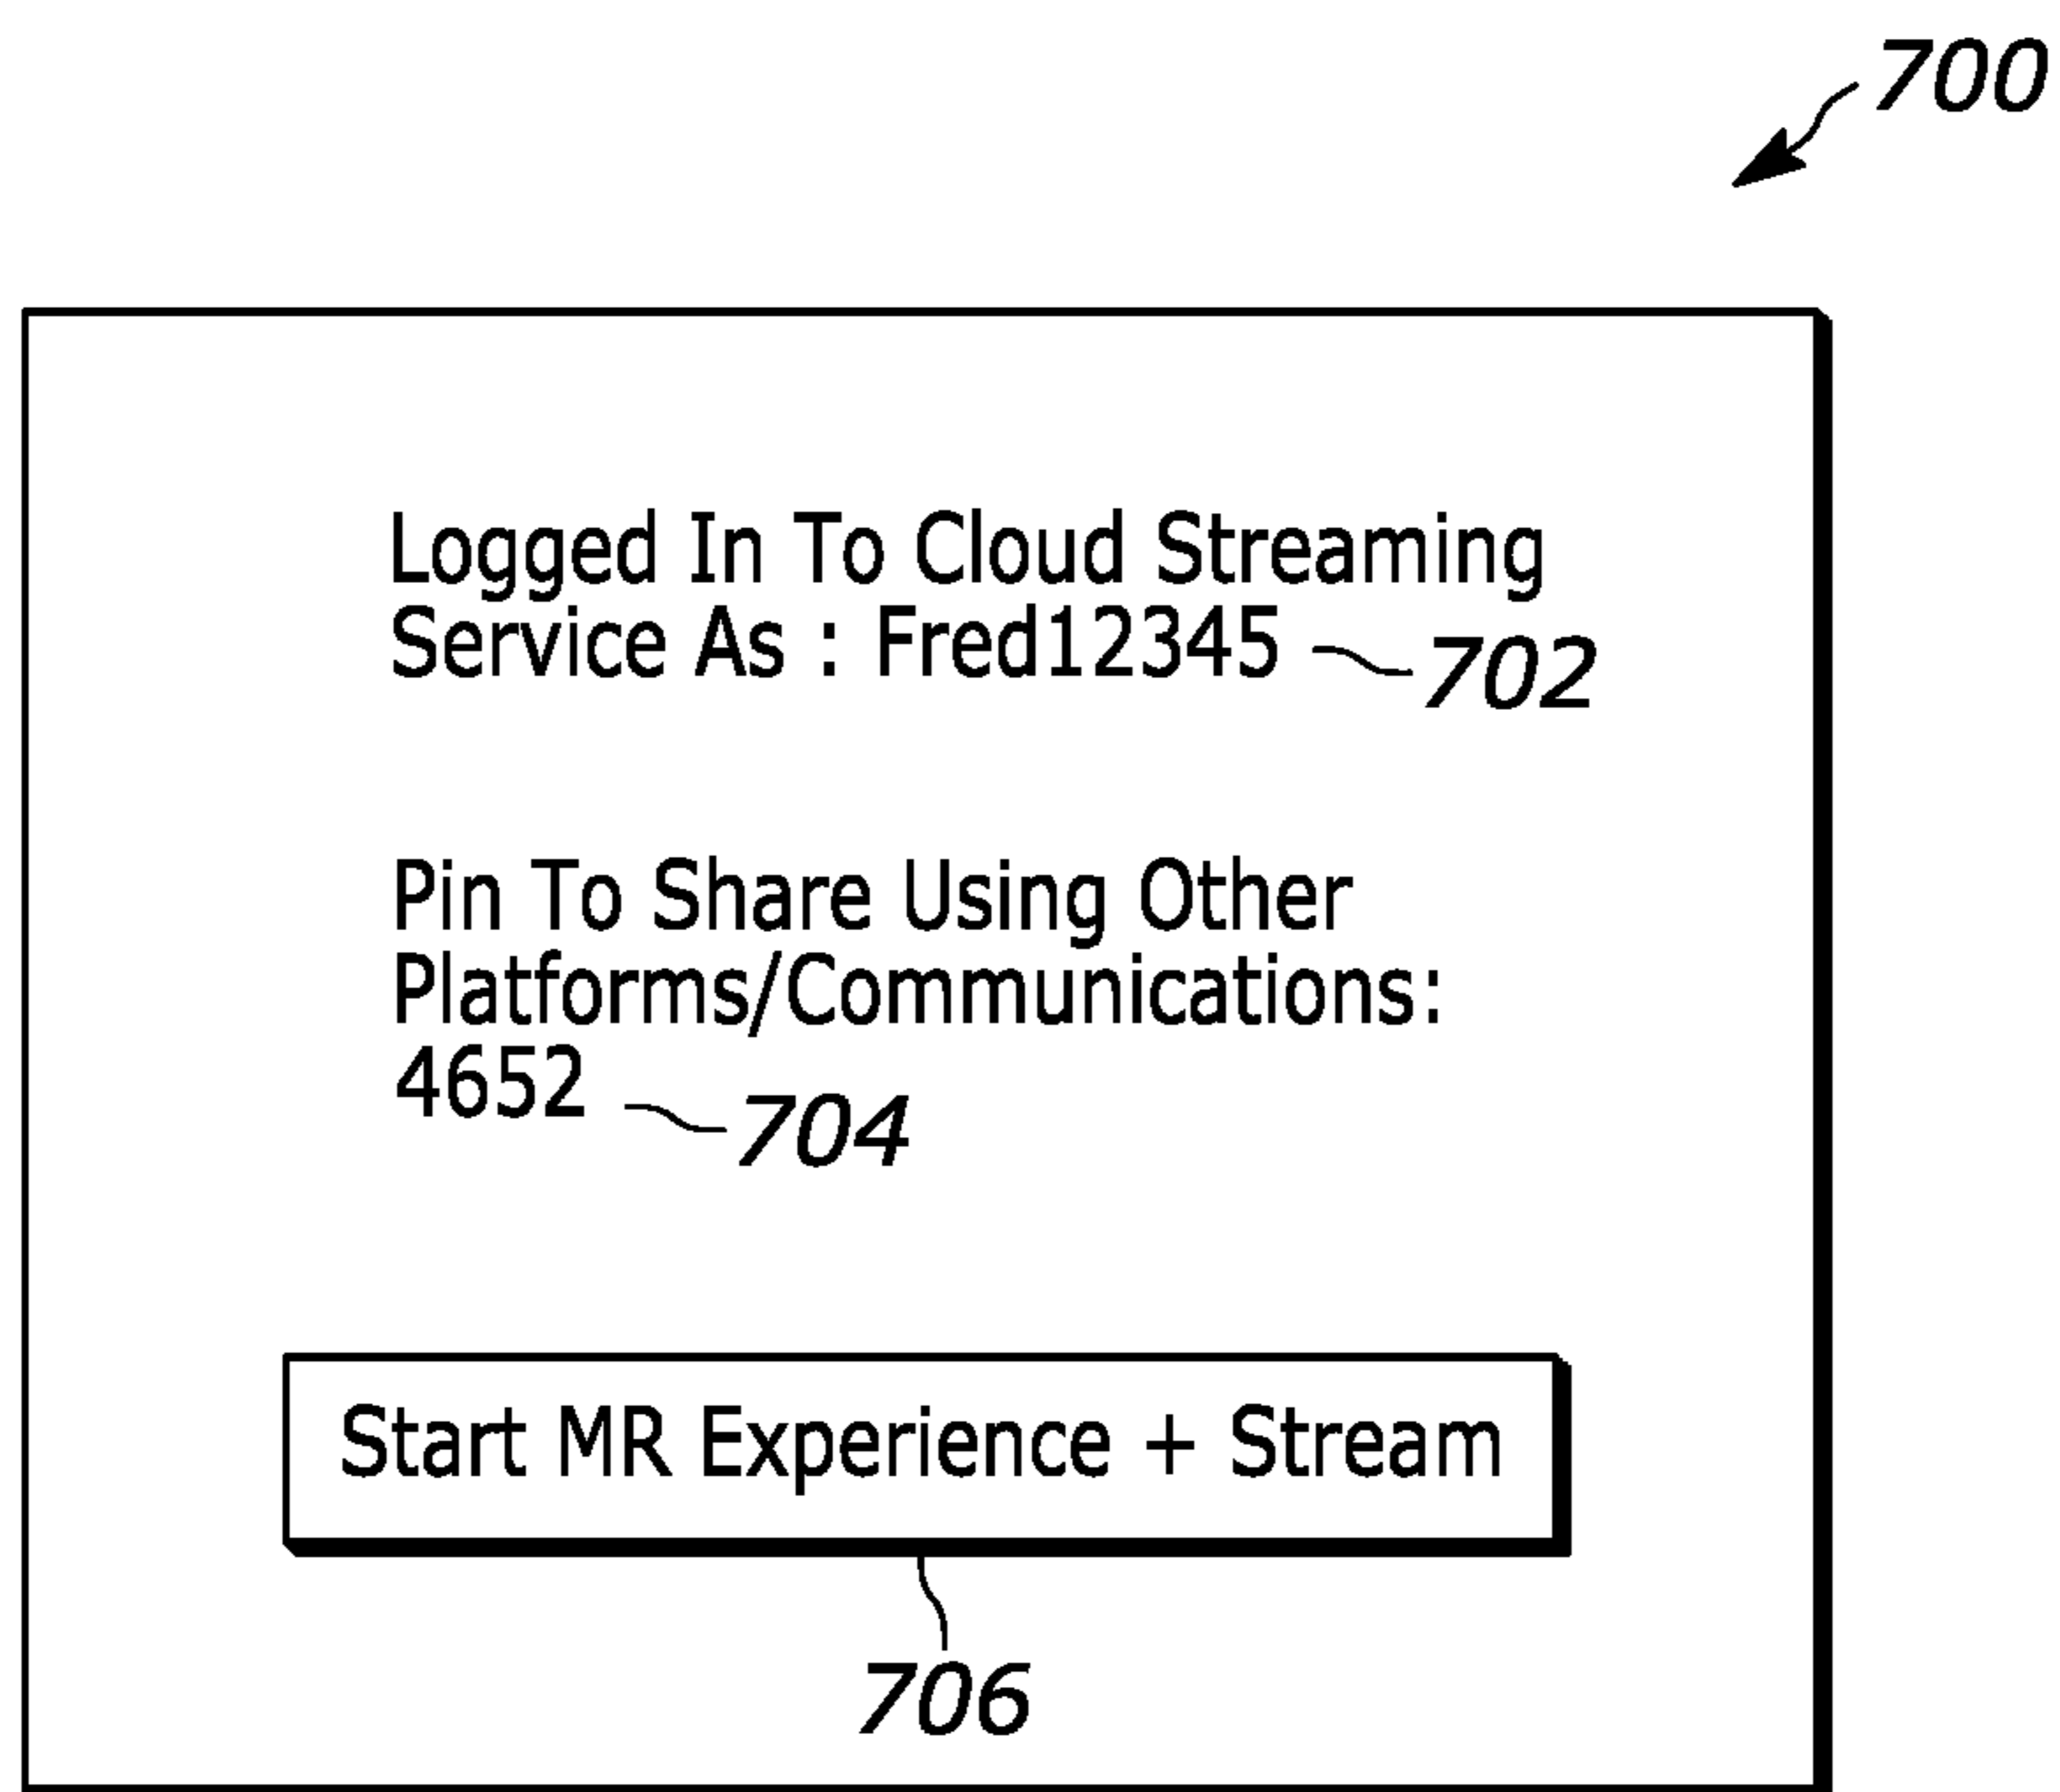 700
Logged In To Cloud Streaming
Service As : Fred12345
702
Pin To Share Using Other
Platforms/Communications:
4652
704
Start MR Experience + Stream
706